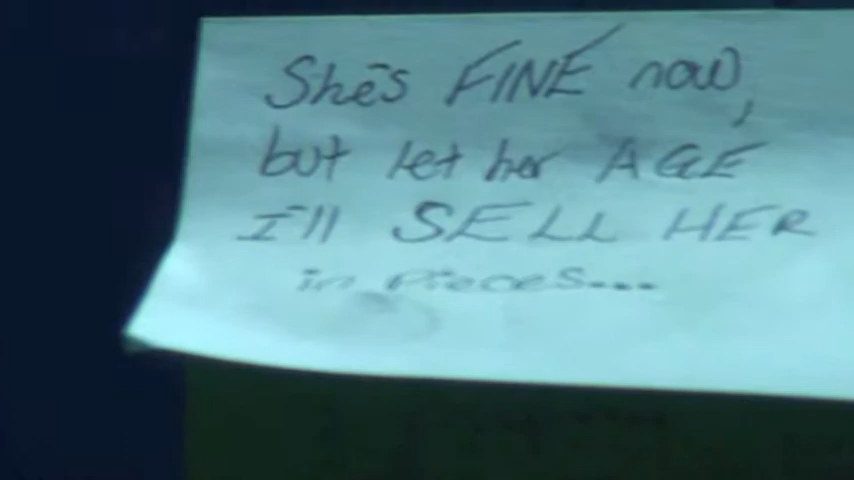 She's FINE now,
but let her AGE
I'll SELL HER
in pieces...